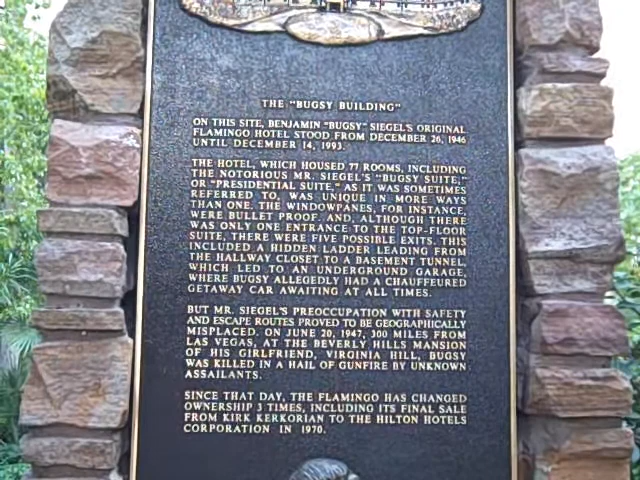 THE "BUGSY BUILDING"
ON THIS SITE, BENJAMIN "BUGSY" SIEGEL'S ORIGINAL
FLAMINGO HOTEL STOOD FROM DECEMBER 26, 1946
UNTIL DECEMBER 14, 1993.
THE HOTEL, WHICH HOUSED 77 ROOMS, INCLUDING
THE NOTORIOUS MR. SIEGEL'S "BUGSY SUITE,"
OR "PRESIDENTIAL SUITE," AS IT WAS SOMETIMES
REFERRED TO, WAS UNIQUE IN MORE WAYS
THAN ONE. THE WINDOWPANES, FOR INSTANCE,
WERE BULLET PROOF. AND, ALTHOUGH THERE
WAS ONLY ONE ENTRANCE TO THE TOP-FLOOR
SUITE, THERE WERE FIVE POSSIBLE EXITS. THIS
INCLUDED A HIDDEN LADDER LEADING FROM
THE HALLWAY CLOSET TO A BASEMENT TUNNEL,
WHICH LED TO AN UNDERGROUND GARAGE,
WHERE BUGSY ALLEGEDLY HAD A CHAUFFEURED
GETAWAY CAR AWAITING AT ALL TIMES.
BUT MR. SIEGEL'S PREOCCUPATION WITH SAFETY
AND ESCAPE ROUTES PROVED TO BE GEOGRAPHICALLY
MISPLACED. ON JUNE 20, 1947, 300 MILES FROM
LAS VEGAS, AT THE BEVERLY HILLS MANSION
OF HIS GIRLFRIEND, VIRGINIA HILL, BUGSY
WAS KILLED IN A HAIL OF GUNFIRE BY UNKNOWN
ASSAILANTS.
SINCE THAT DAY, THE FLAMINGO HAS CHANGED
OWNERSHIP 3 TIMES, INCLUDING ITS FINAL SALE
FROM KIRK KERKORIAN TO THE HILTON HOTELS
CORPORATION IN 1970.